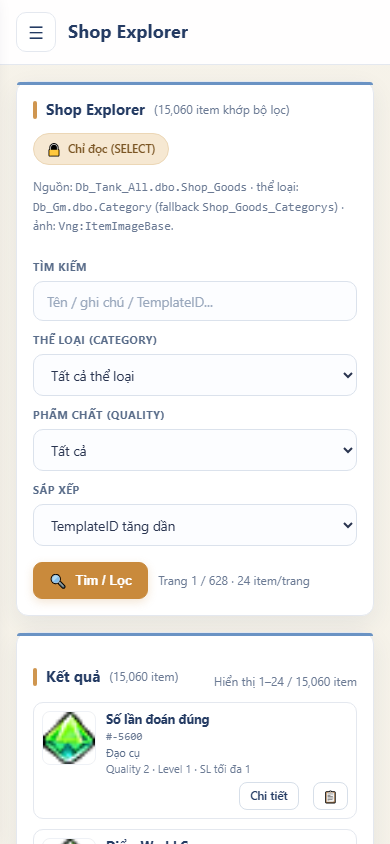 ☰ Shop Explorer
Shop Explorer (15,060 item khớp bộ lọc)
🔒 Chỉ đọc (SELECT)
Nguồn: Db_Tank_All.dbo.Shop_Goods · thể loại:
Db_Gm.dbo.Category (fallback Shop_Goods_Categorys) ·
ảnh: Vng:ItemImageBase.
TÌM KIẾM
Tên / ghi chú / TemplateID...
THỂ LOẠI (CATEGORY)
Tất cả thể loại
PHẨM CHẤT (QUALITY)
Tất cả
SẮP XẾP
TemplateID tăng dần
🔍 Tìm / Lọc Trang 1 / 628 · 24 item/trang
Kết quả (15,060 item) Hiển thị 1–24 / 15,060 item
Số lần đoán đúng
#-5600
Đạo cụ
Quality 2 · Level 1 · SL tối đa 1
Chi tiết 📋